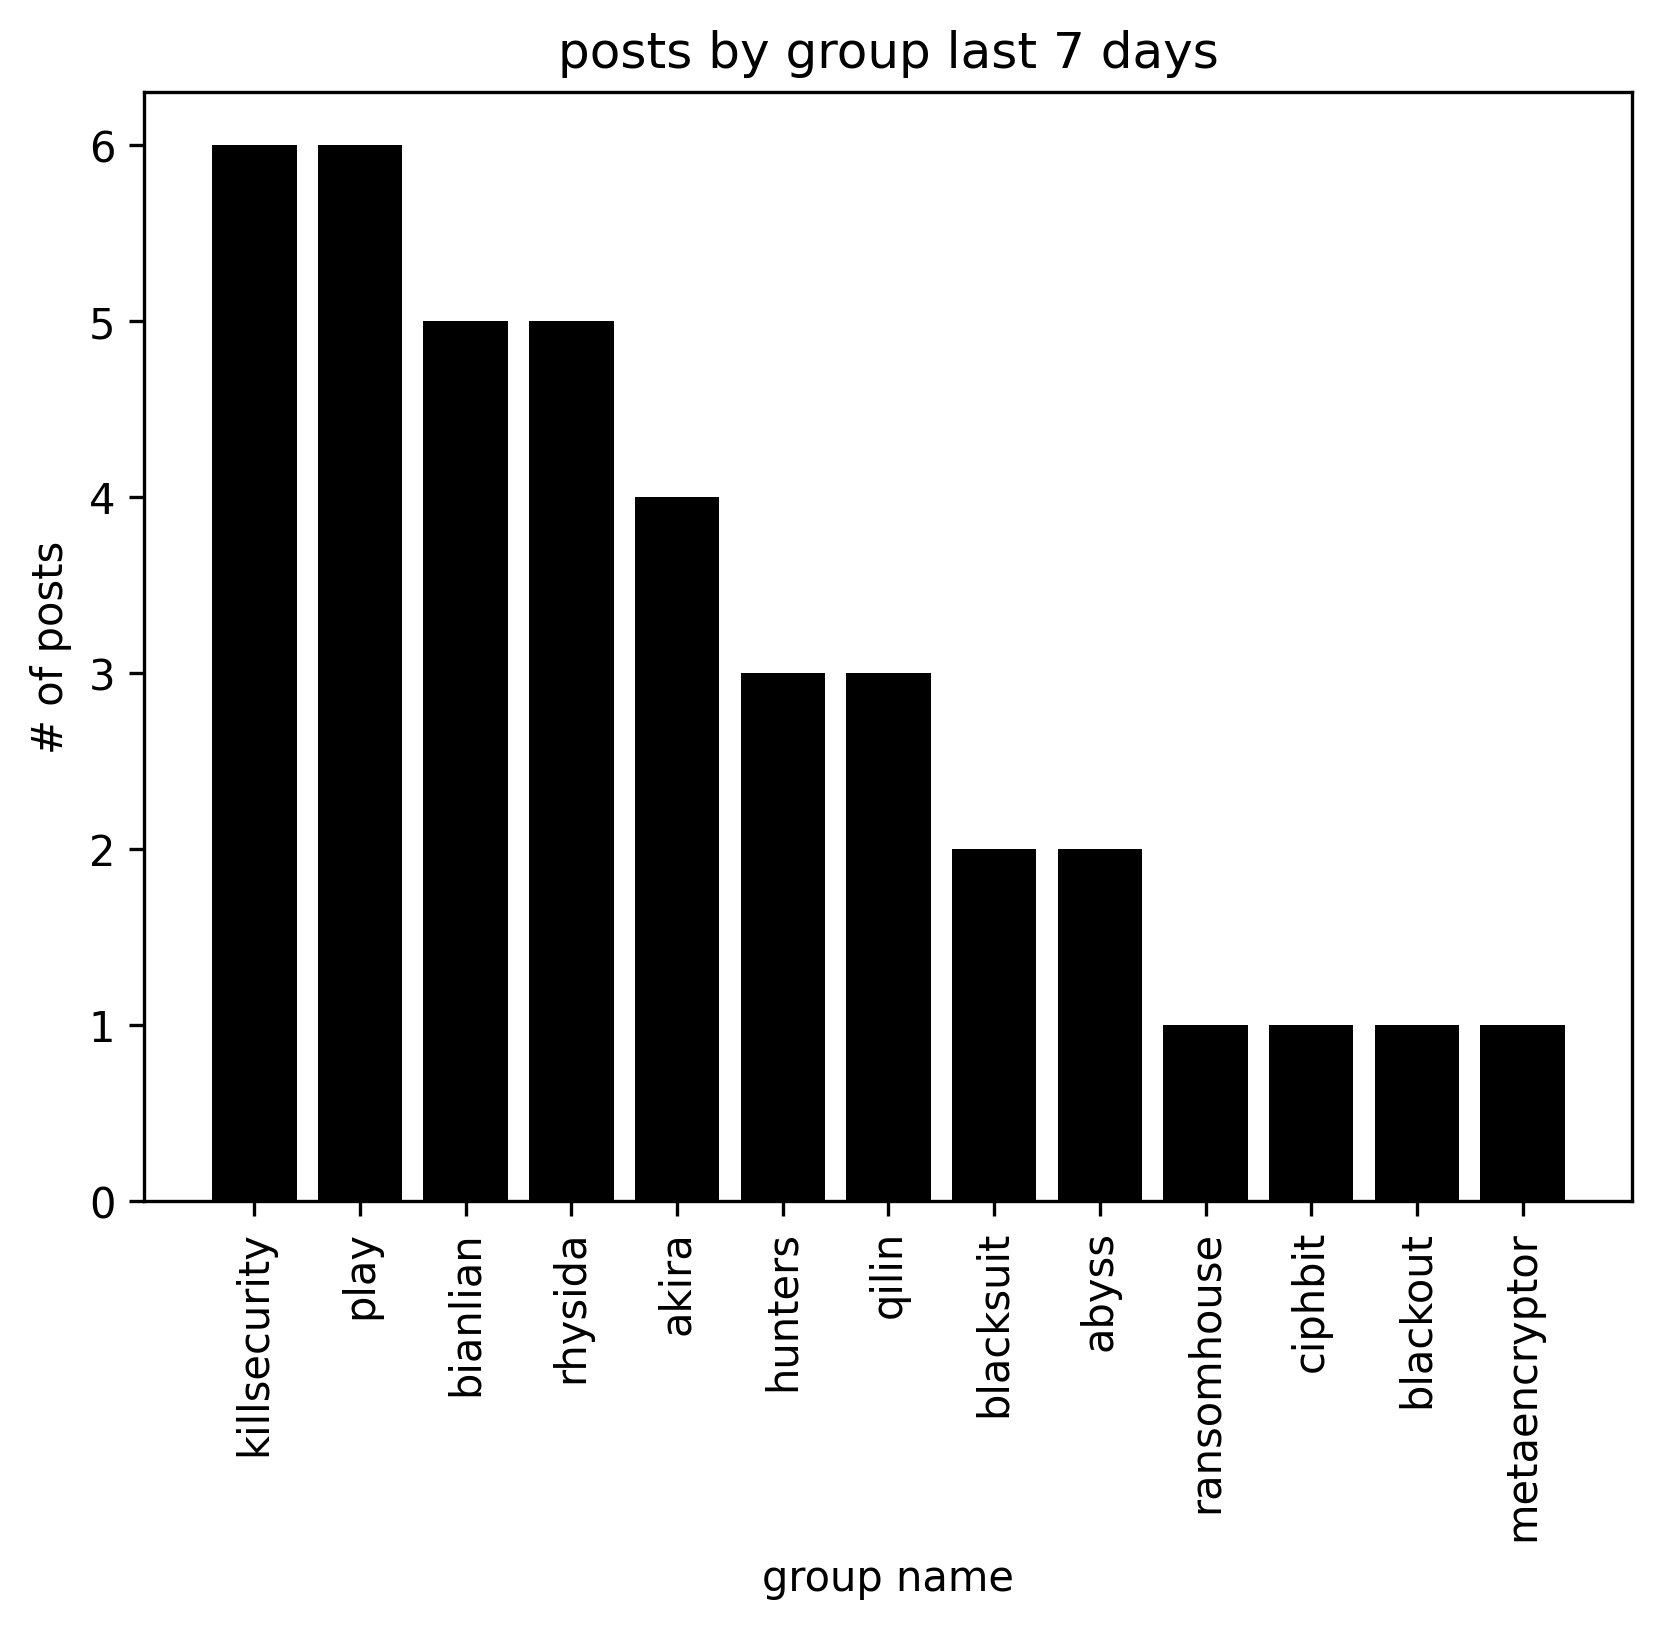 posts by group last 7 days
# of posts
6
5
4
3
2
1
0
killsecurity
play
bianlian
rhysida
akira
hunters
qilin
blacksuit
abyss
ransomhouse
ciphbit
blackout
metaencryptor
group name